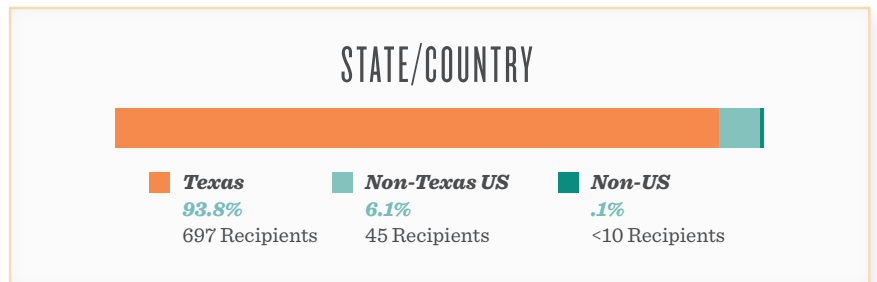 STATE/COUNTRY
Texas Non-Texas US Non-US
93.8% 6.1% .1%
697 Recipients 45 Recipients <10 Recipients